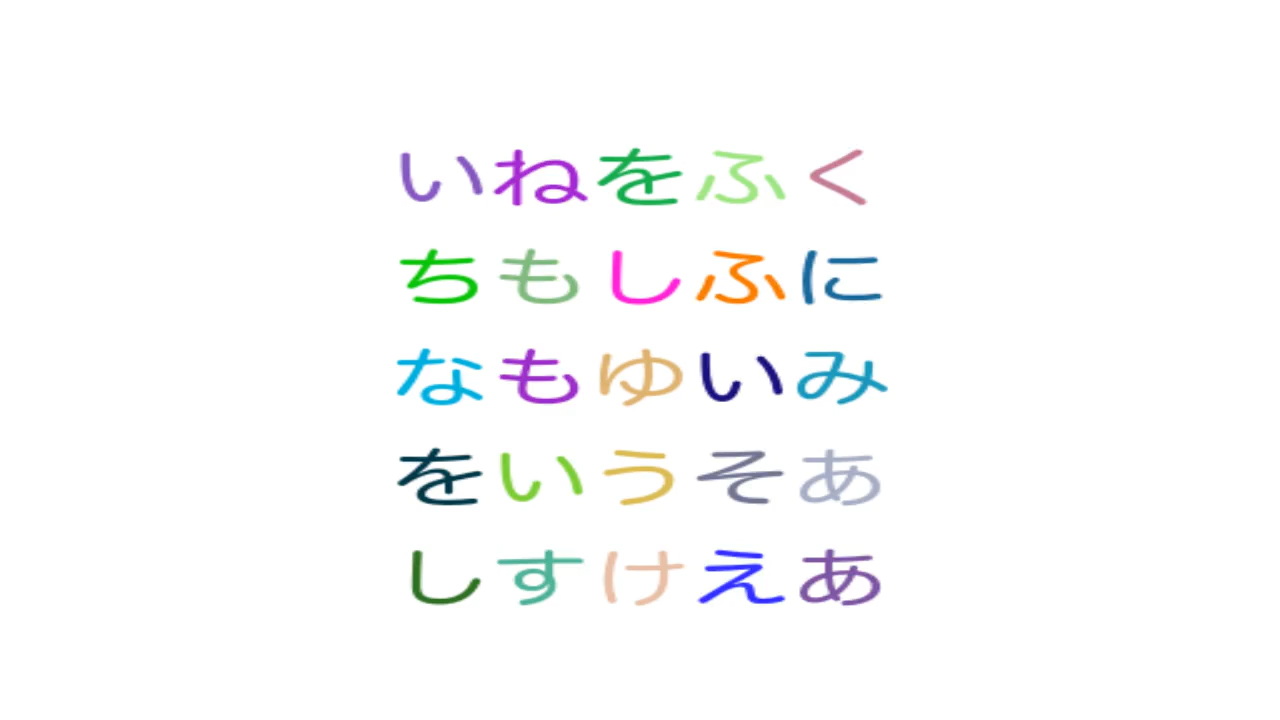 いねをふく
ちもしふに
なもゆいみ
をいうそあ
しすけえあ